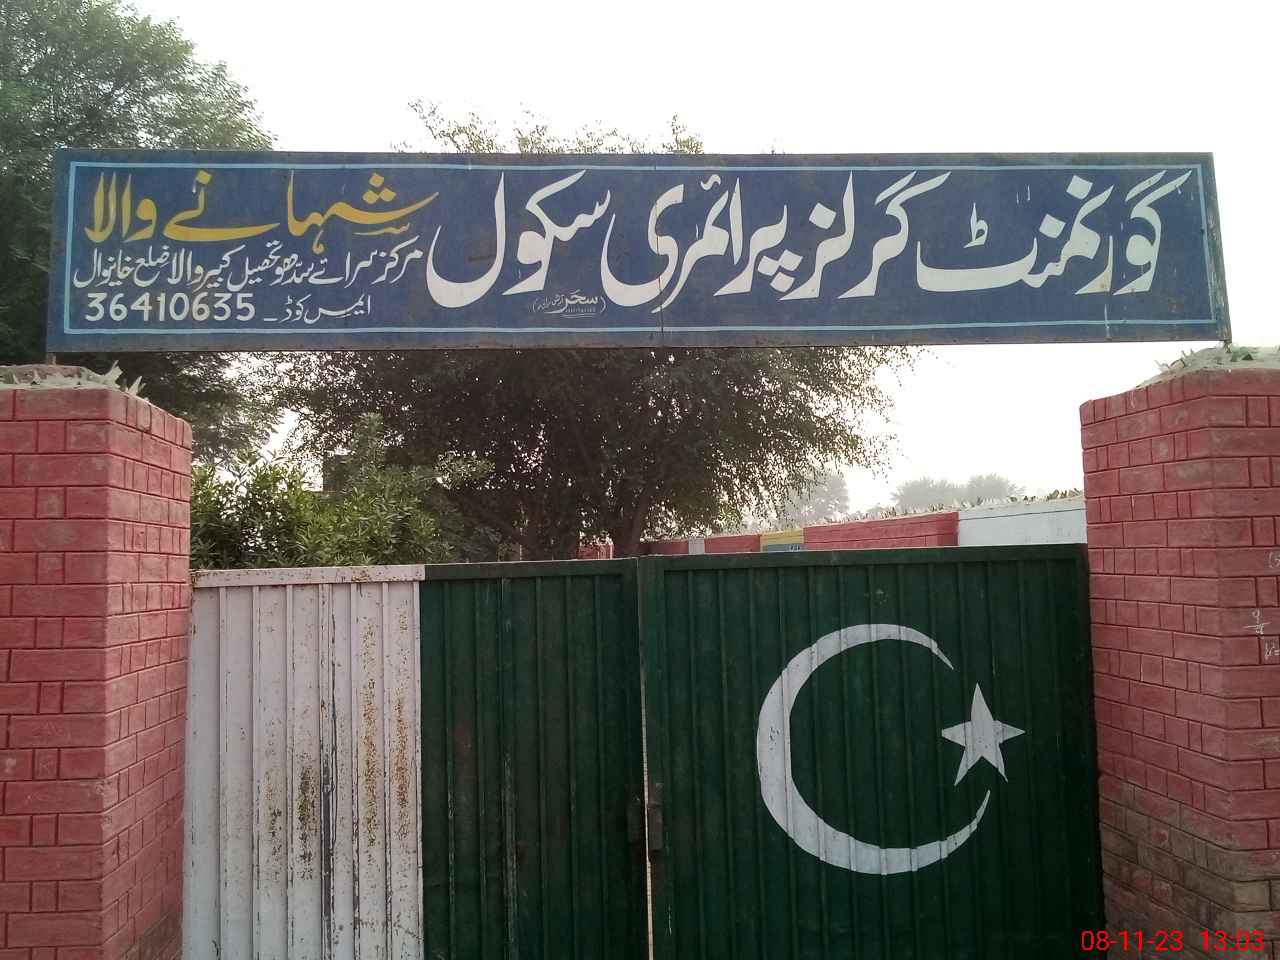 گورنمنٹ گرلز پرائمری سکول
شہانے والا
مرکز سرائے سدھو تحصیل کبیر والا ضلع خانیوال
ایمس کوڈ - 36410635
سحر
08-11-23 13:03